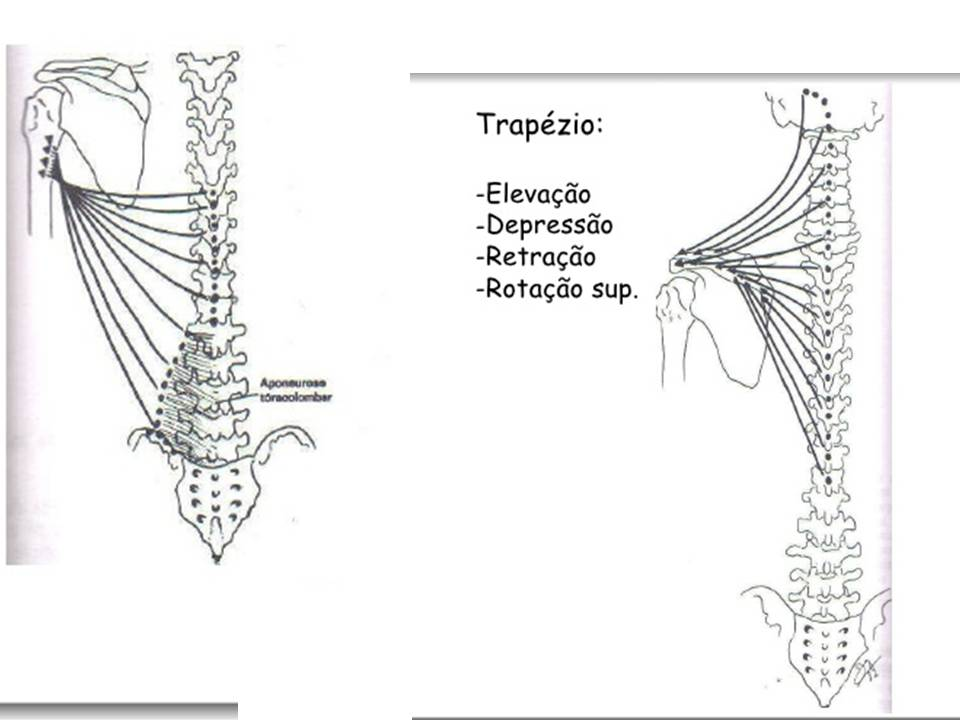 Aponeurose
tóracolombar
Trapézio:
-Elevação
-Depressão
-Retração
-Rotação sup.